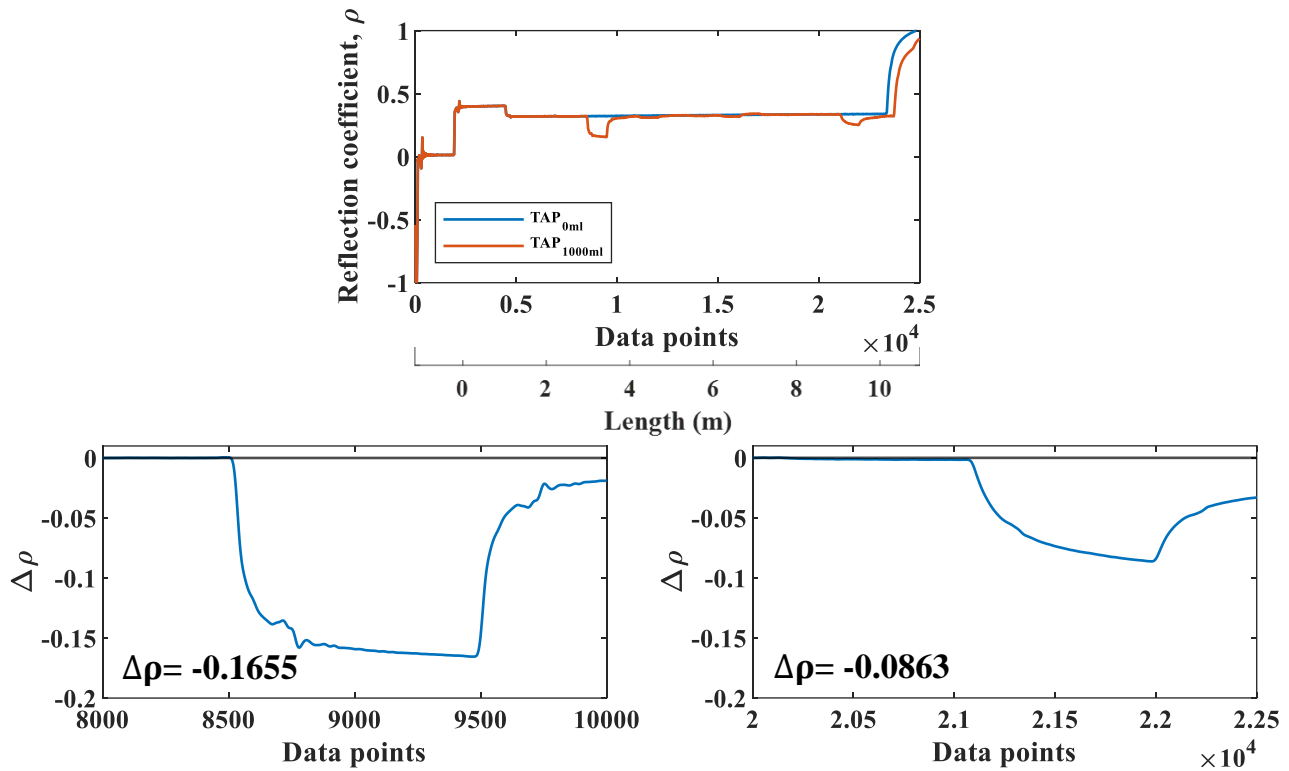 Reflection coefficient, ρ
1
0.5
0
-0.5
-1
TAP0ml
TAP1000ml
0 0.5 1 1.5 2 2.5
Data points ×10^4
0 2 4 6 8 10
Length (m)
Δρ
0
-0.05
-0.1
-0.15
-0.2
Δρ= -0.1655
8000 8500 9000 9500 10000
Data points
Δρ
0
-0.05
-0.1
-0.15
-0.2
Δρ= -0.0863
2 2.05 2.1 2.15 2.2 2.25
Data points ×10^4